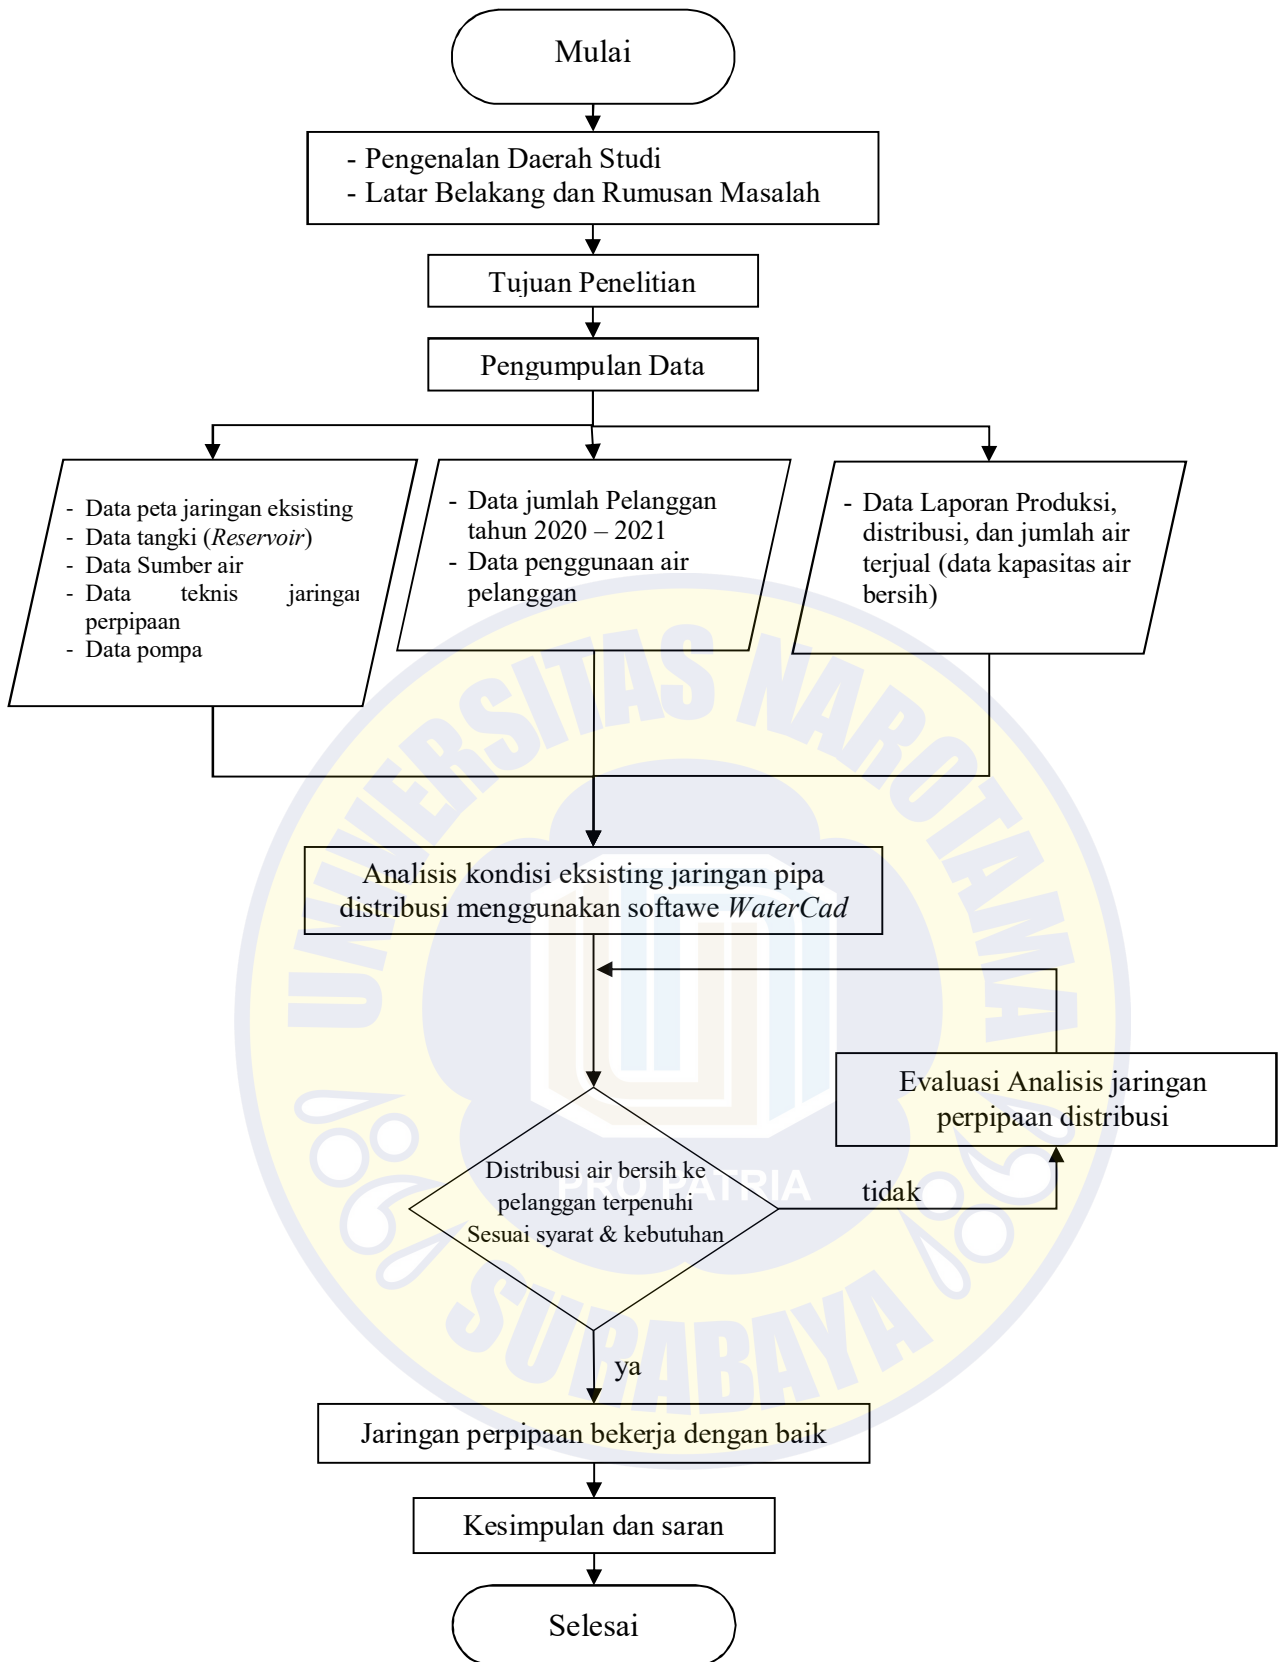 Mulai
- Pengenalan Daerah Studi
- Latar Belakang dan Rumusan Masalah
Tujuan Penelitian
Pengumpulan Data
- Data peta jaringan eksisting
- Data tangki (Reservoir)
- Data Sumber air
- Data teknis jaringan
perpipaan
- Data pompa
- Data jumlah Pelanggan
tahun 2020 – 2021
- Data penggunaan air
pelanggan
- Data Laporan Produksi,
distribusi, dan jumlah air
terjual (data kapasitas air
bersih)
Analisis kondisi eksisting jaringan pipa
distribusi menggunakan softawe WaterCad
Evaluasi Analisis jaringan
perpipaan distribusi
Distribusi air bersih ke
pelanggan terpenuhi
Sesuai syarat & kebutuhan
tidak
ya
Jaringan perpipaan bekerja dengan baik
Kesimpulan dan saran
Selesai
UNIVERSITAS NAROTAMA
PRO PATRIA
SURABAYA